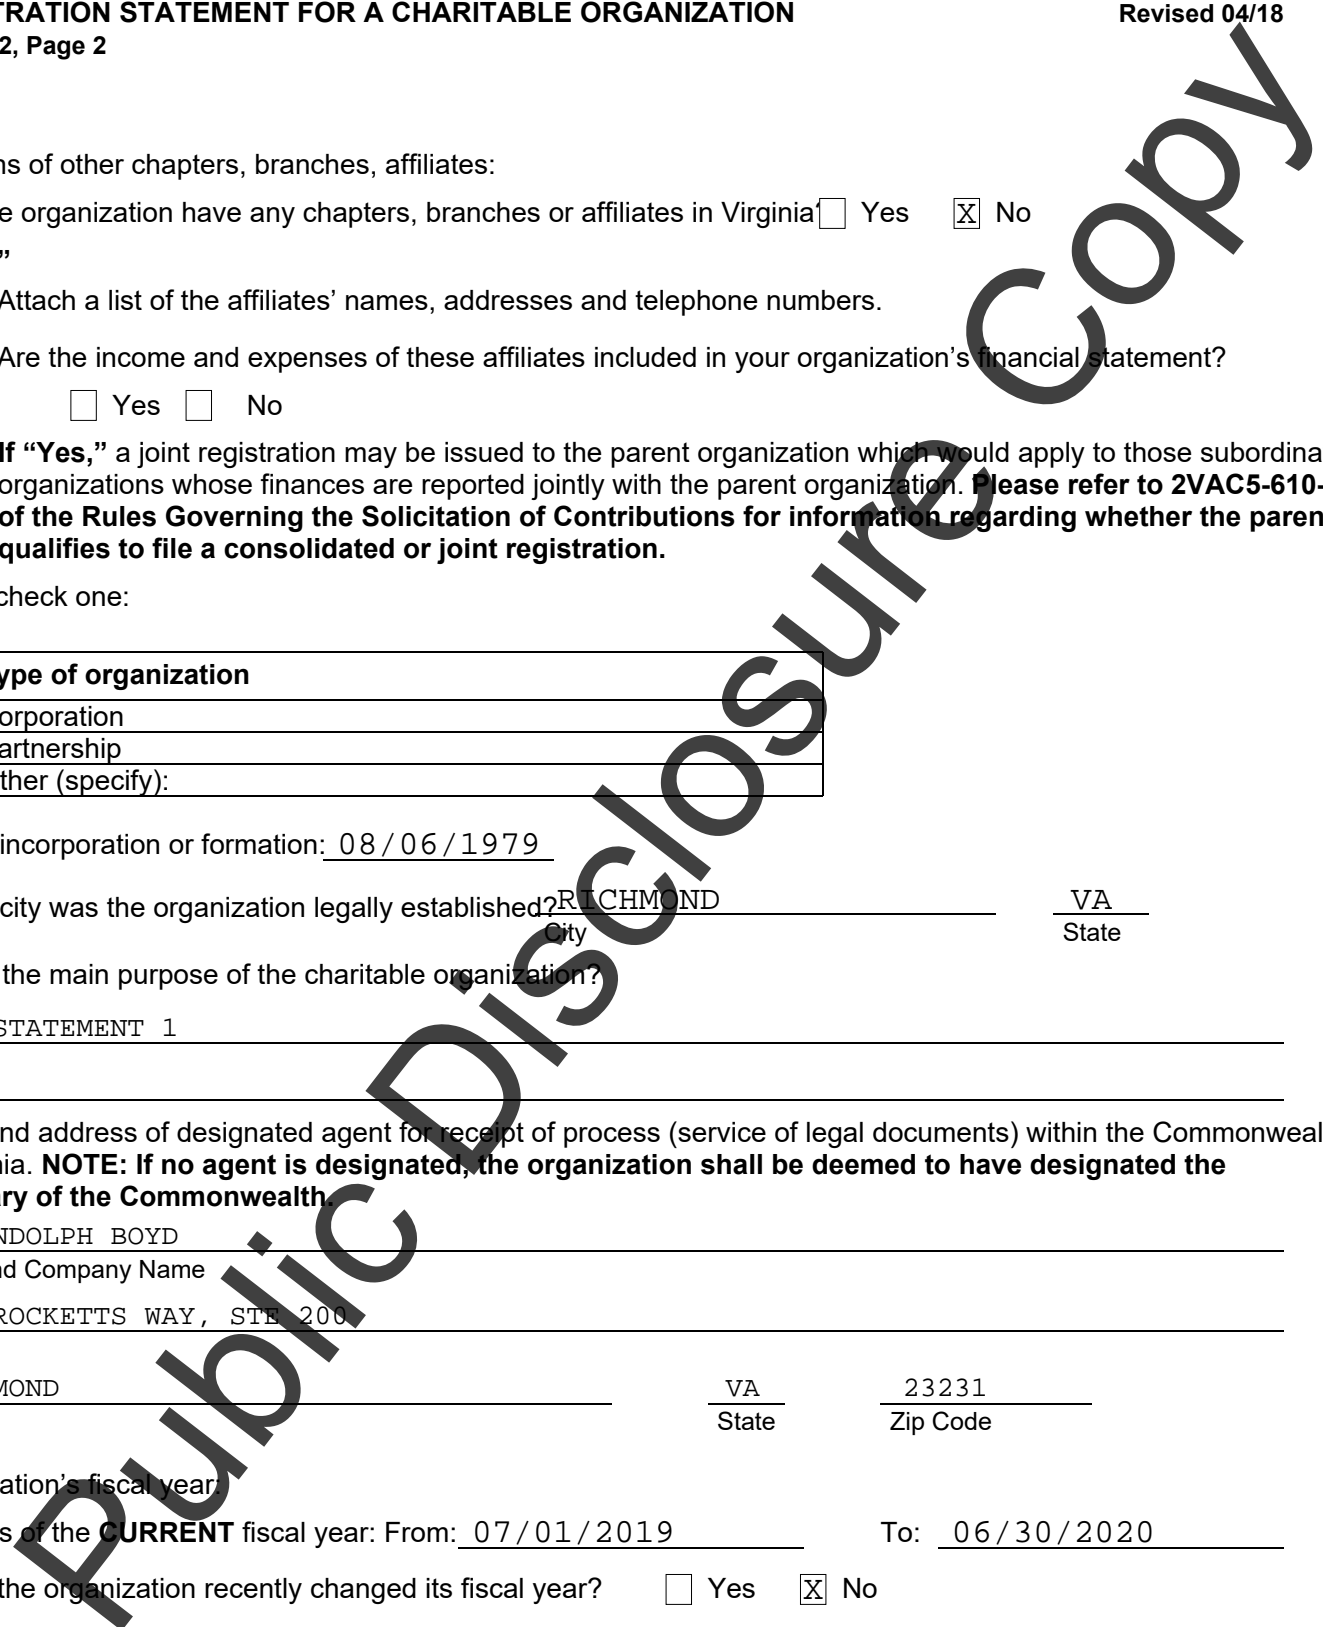 TRATION STATEMENT FOR A CHARITABLE ORGANIZATION Revised 04/18
2, Page 2
ns of other chapters, branches, affiliates:
e organization have any chapters, branches or affiliates in Virginia? Yes X No
”
Attach a list of the affiliates’ names, addresses and telephone numbers.
Are the income and expenses of these affiliates included in your organization’s financial statement?
Yes No
If “Yes,” a joint registration may be issued to the parent organization which would apply to those subordina
organizations whose finances are reported jointly with the parent organization. Please refer to 2VAC5-610-
of the Rules Governing the Solicitation of Contributions for information regarding whether the paren
qualifies to file a consolidated or joint registration.
check one:
ype of organization
orporation
artnership
ther (specify):
incorporation or formation: 08/06/1979
city was the organization legally established? RICHMOND VA
City State
the main purpose of the charitable organization?
STATEMENT 1
nd address of designated agent for receipt of process (service of legal documents) within the Commonweal
nia. NOTE: If no agent is designated, the organization shall be deemed to have designated the
ary of the Commonwealth.
NDOLPH BOYD
nd Company Name
ROCKETTS WAY, STE 200
MOND VA 23231
State Zip Code
ation’s fiscal year:
s of the CURRENT fiscal year: From: 07/01/2019 To: 06/30/2020
the organization recently changed its fiscal year? Yes X No
Public Disclosure Copy